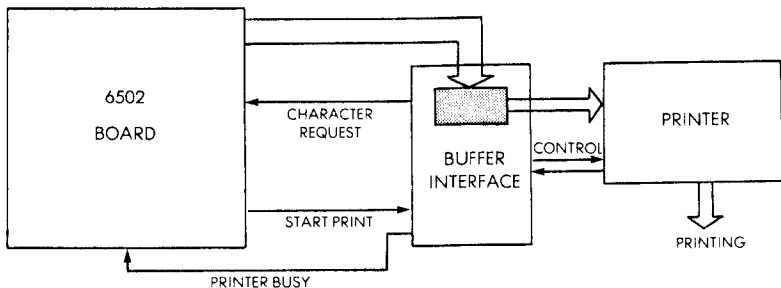 6502
BOARD
CHARACTER
REQUEST
START PRINT
PRINTER BUSY
BUFFER
INTERFACE
CONTROL
PRINTER
PRINTING